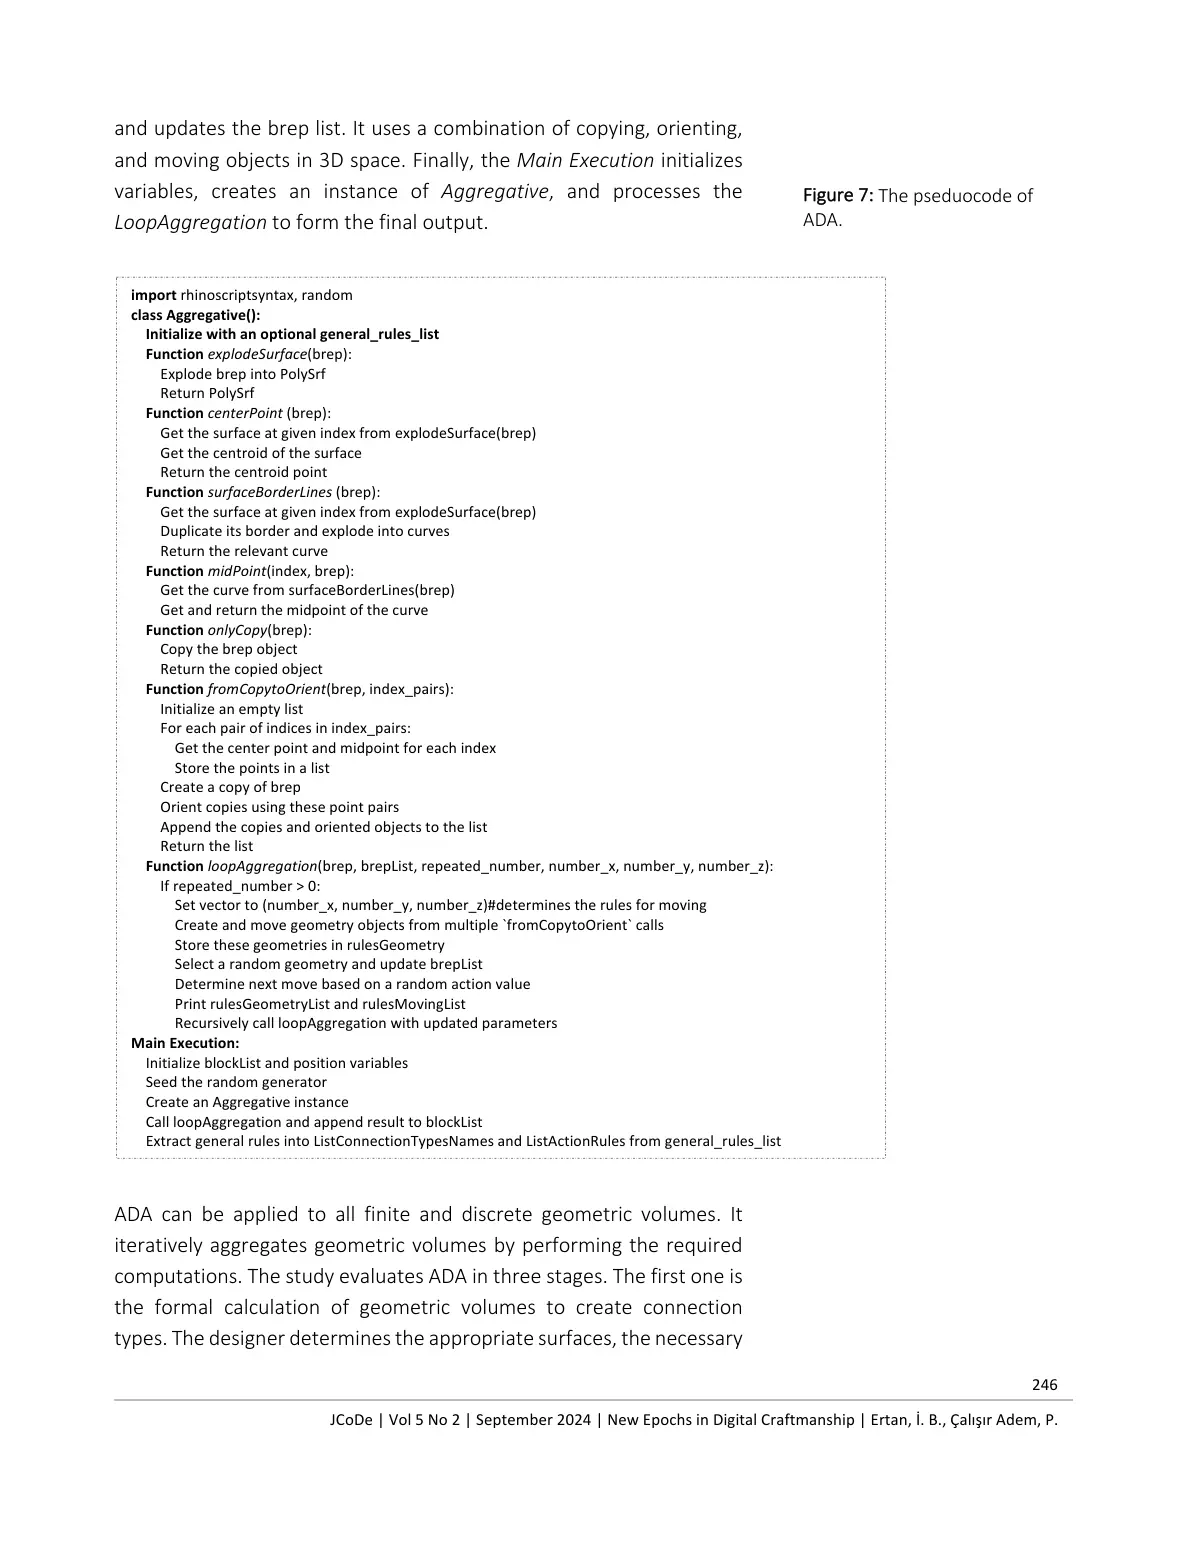 and updates the brep list. It uses a combination of copying, orienting,
and moving objects in 3D space. Finally, the Main Execution initializes
variables, creates an instance of Aggregative, and processes the
LoopAggregation to form the final output.
Figure 7: The pseduocode of
ADA.
import rhinoscriptsyntax, random
class Aggregative():
Initialize with an optional general_rules_list
Function explodeSurface(brep):
Explode brep into PolySrf
Return PolySrf
Function centerPoint (brep):
Get the surface at given index from explodeSurface(brep)
Get the centroid of the surface
Return the centroid point
Function surfaceBorderLines (brep):
Get the surface at given index from explodeSurface(brep)
Duplicate its border and explode into curves
Return the relevant curve
Function midPoint(index, brep):
Get the curve from surfaceBorderLines(brep)
Get and return the midpoint of the curve
Function onlyCopy(brep):
Copy the brep object
Return the copied object
Function fromCopytoOrient(brep, index_pairs):
Initialize an empty list
For each pair of indices in index_pairs:
Get the center point and midpoint for each index
Store the points in a list
Create a copy of brep
Orient copies using these point pairs
Append the copies and oriented objects to the list
Return the list
Function loopAggregation(brep, brepList, repeated_number, number_x, number_y, number_z):
If repeated_number > 0:
Set vector to (number_x, number_y, number_z)#determines the rules for moving
Create and move geometry objects from multiple `fromCopytoOrient` calls
Store these geometries in rulesGeometry
Select a random geometry and update brepList
Determine next move based on a random action value
Print rulesGeometryList and rulesMovingList
Recursively call loopAggregation with updated parameters
Main Execution:
Initialize blockList and position variables
Seed the random generator
Create an Aggregative instance
Call loopAggregation and append result to blockList
Extract general rules into ListConnectionTypesNames and ListActionRules from general_rules_list
ADA can be applied to all finite and discrete geometric volumes. It
iteratively aggregates geometric volumes by performing the required
computations. The study evaluates ADA in three stages. The first one is
the formal calculation of geometric volumes to create connection
types. The designer determines the appropriate surfaces, the necessary
246
JCoDe | Vol 5 No 2 | September 2024 | New Epochs in Digital Craftmanship | Ertan, İ. B., Çalışır Adem, P.